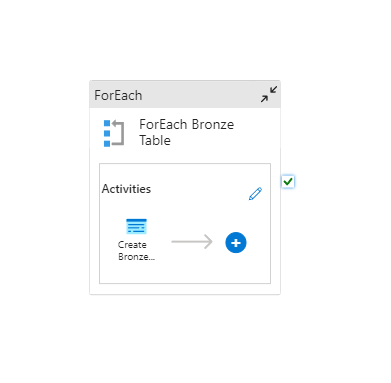 ForEach
ForEach Bronze
Table
Activities
Create
Bronze...